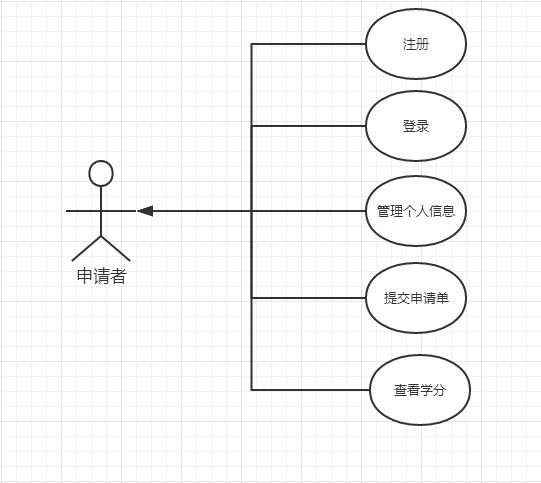 注册
登录
管理个人信息
申请者
提交申请单
查看学分